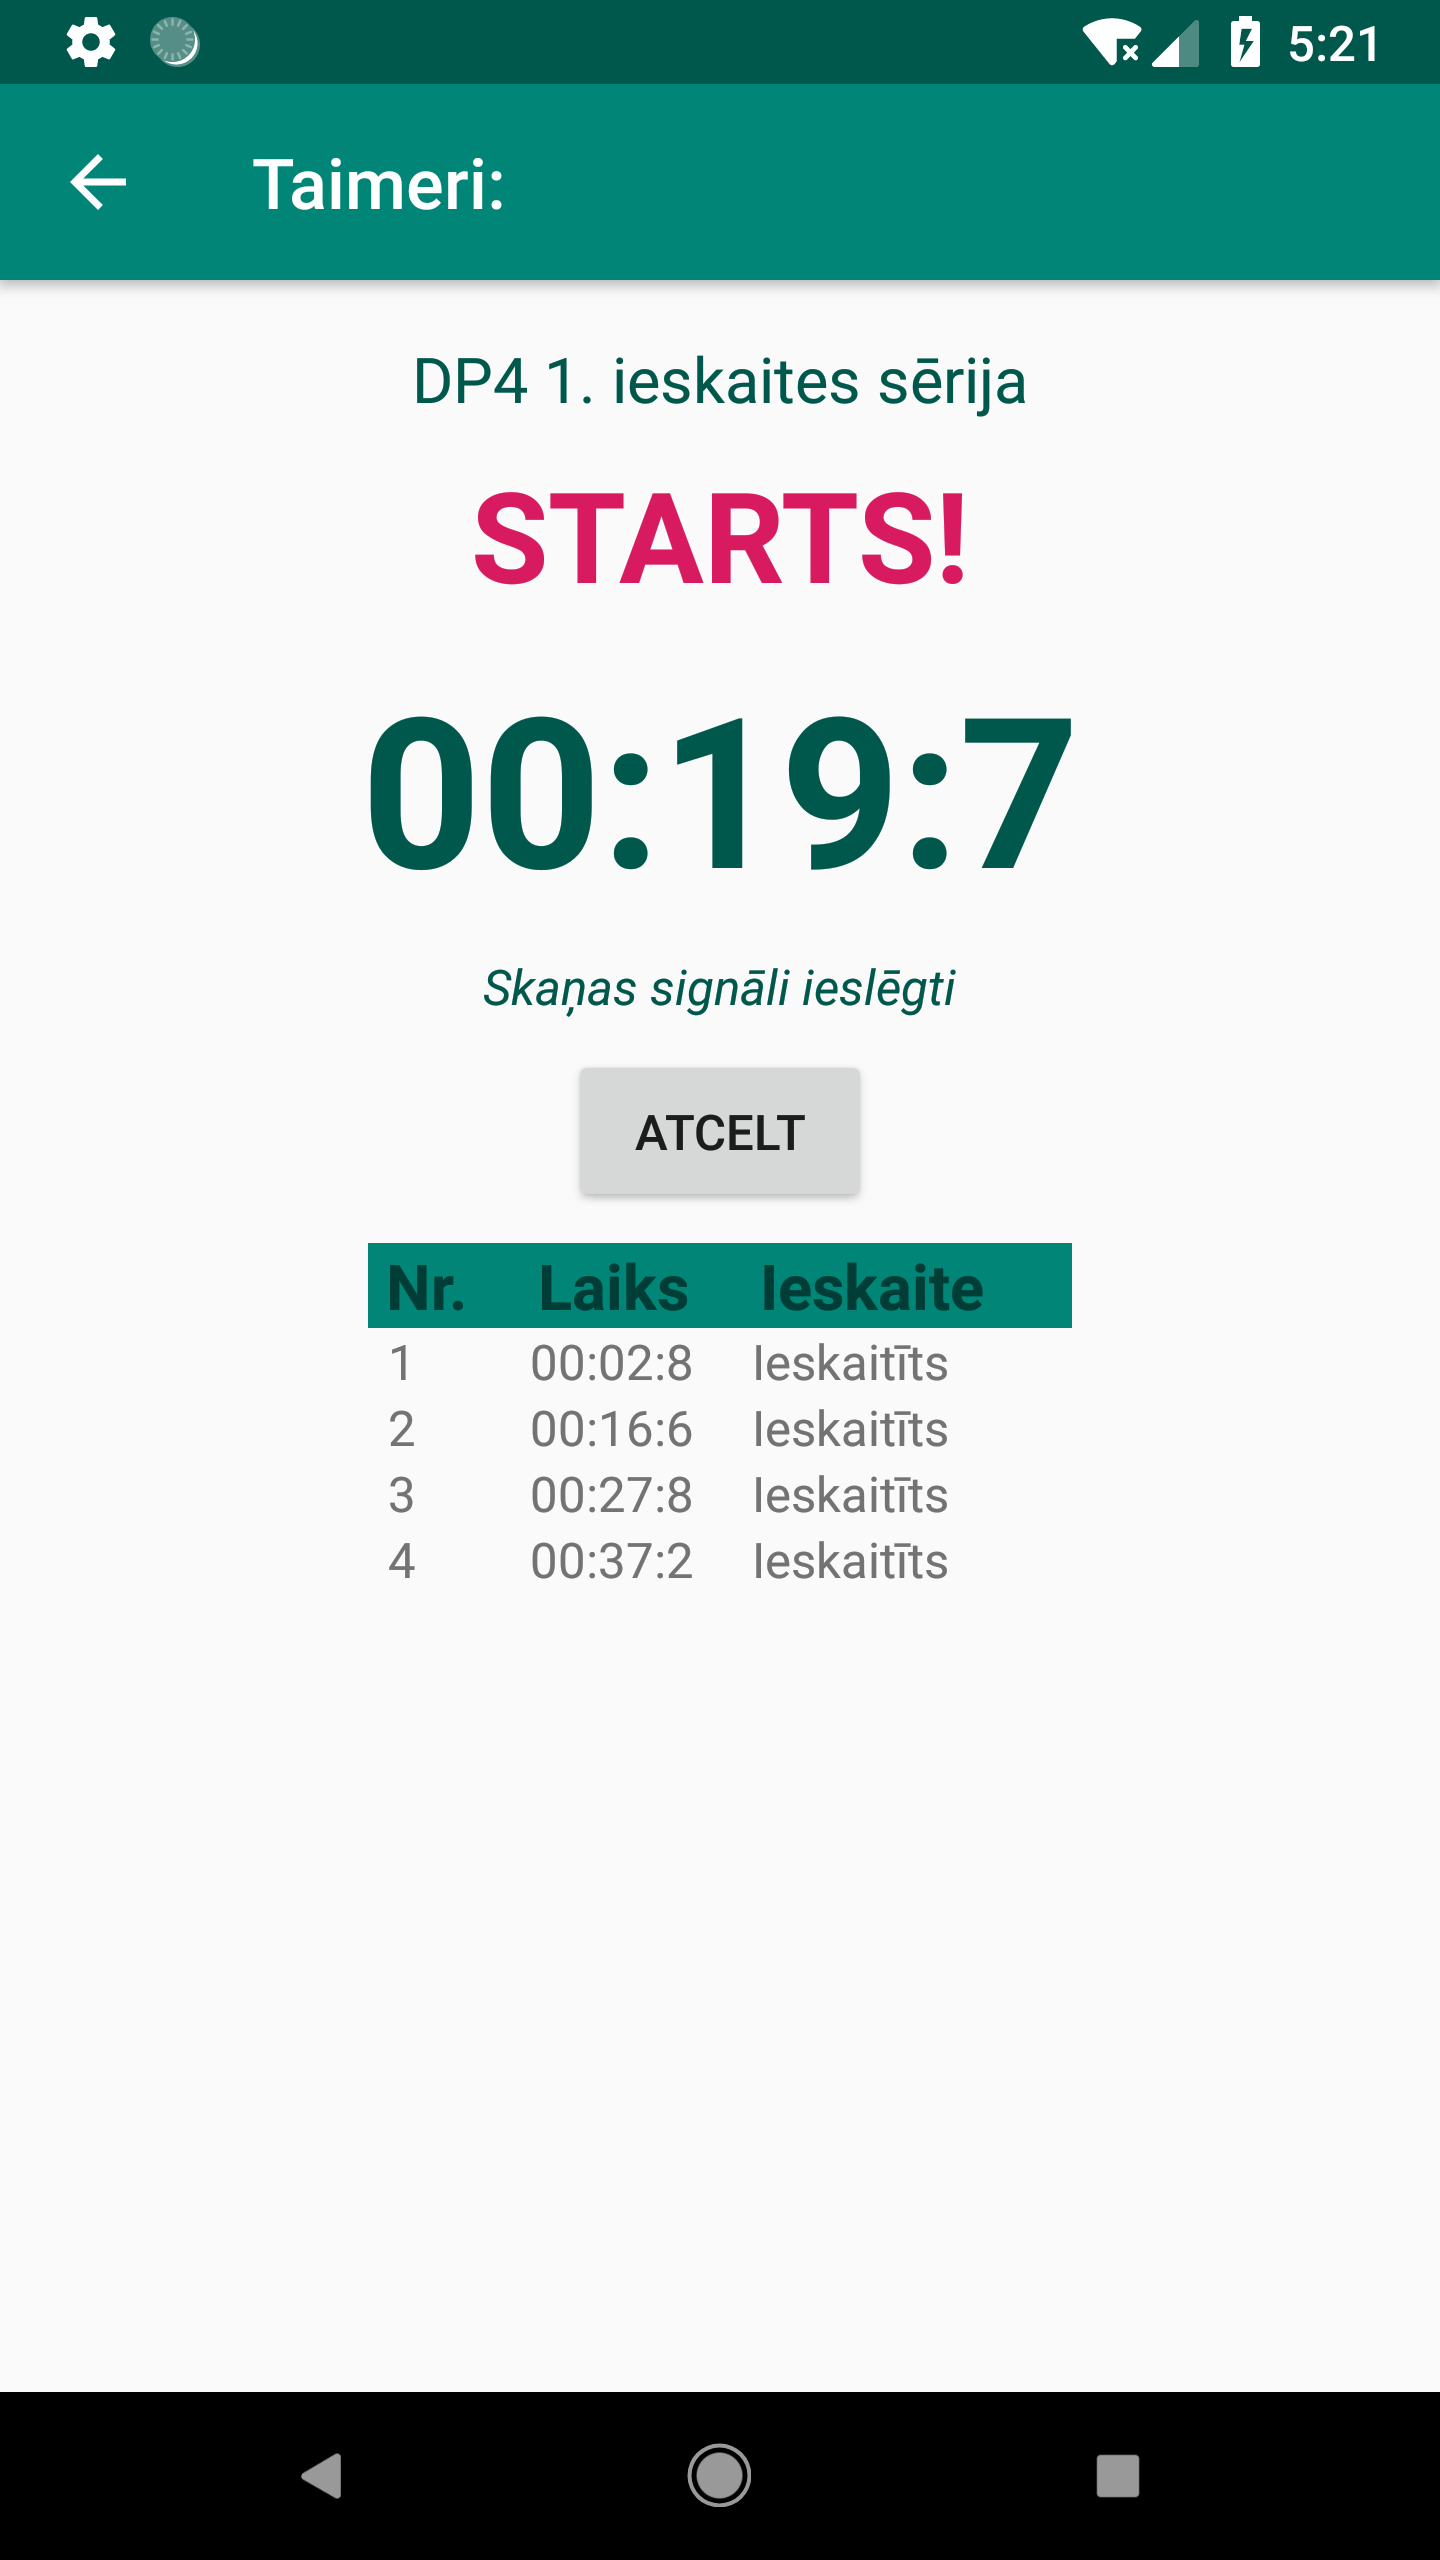 5:21
Taimeri:
DP4 1. ieskaites sērija
STARTS!
00:19:7
Skaņas signāli ieslēgti
ATCELT
Nr. Laiks Ieskaite
1 00:02:8 Ieskaitīts
2 00:16:6 Ieskaitīts
3 00:27:8 Ieskaitīts
4 00:37:2 Ieskaitīts